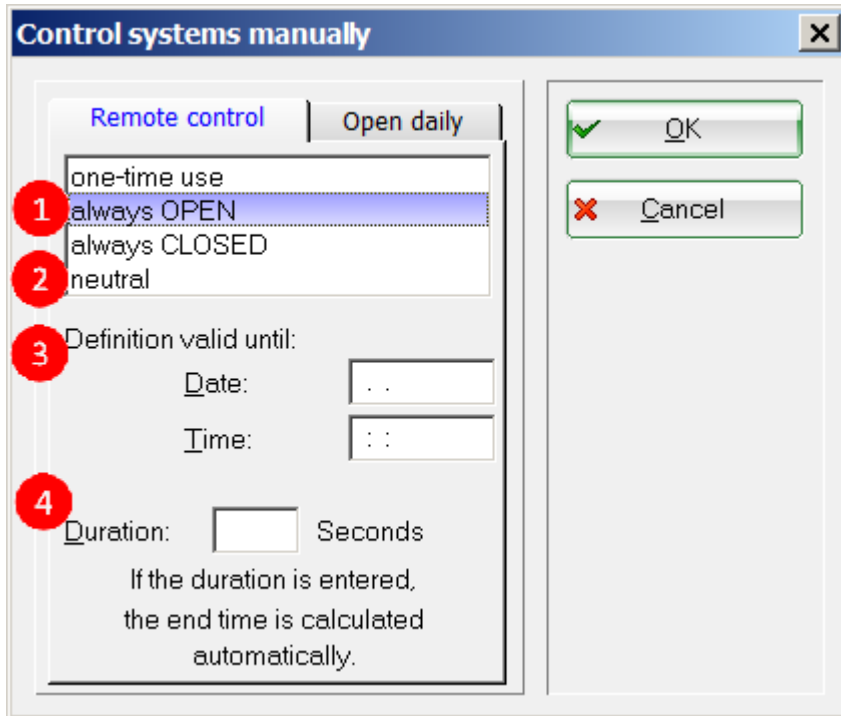 Control systems manually
Remote control
Open daily
one-time use
1 always OPEN
always CLOSED
2 neutral
3 Definition valid until:
Date: . .
Time: : :
4
Duration: Seconds
If the duration is entered,
the end time is calculated
automatically.
OK
Cancel